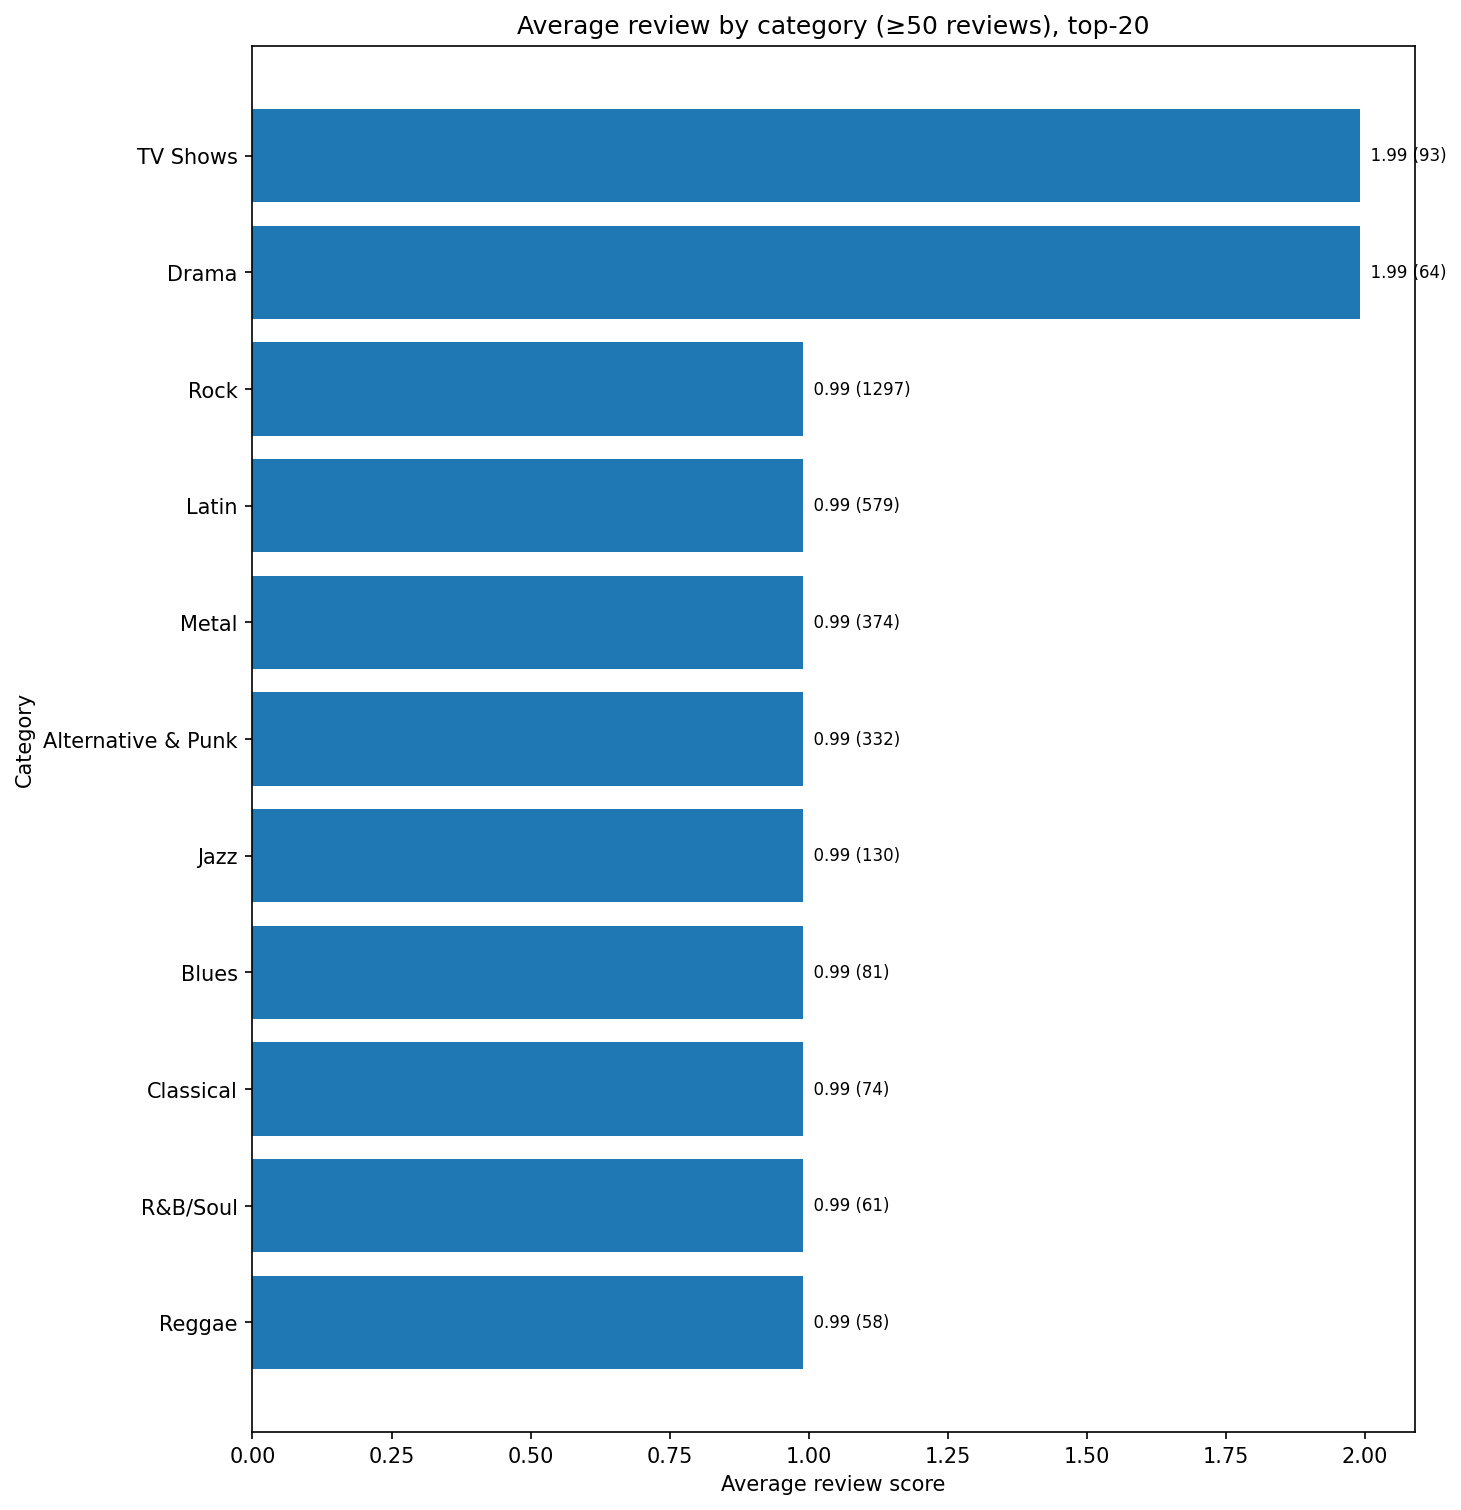 Average review by category (≥50 reviews), top-20
TV Shows
1.99 (93)
Drama
1.99 (64)
Rock
0.99 (1297)
Latin
0.99 (579)
Metal
0.99 (374)
Alternative & Punk
0.99 (332)
Jazz
0.99 (130)
Blues
0.99 (81)
Classical
0.99 (74)
R&B/Soul
0.99 (61)
Reggae
0.99 (58)
Category
0.00 0.25 0.50 0.75 1.00 1.25 1.50 1.75 2.00
Average review score